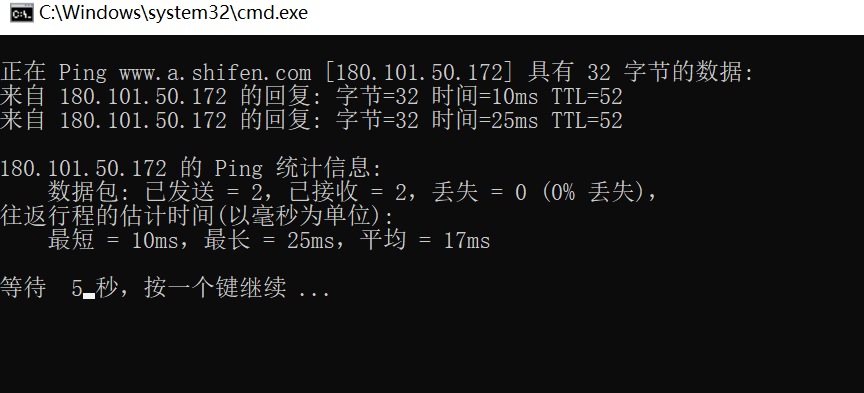 C:\Windows\system32\cmd.exe
正在 Ping www.a.shifen.com [180.101.50.172] 具有 32 字节的数据:
来自 180.101.50.172 的回复: 字节=32 时间=10ms TTL=52
来自 180.101.50.172 的回复: 字节=32 时间=25ms TTL=52
180.101.50.172 的 Ping 统计信息:
数据包: 已发送 = 2，已接收 = 2，丢失 = 0 (0% 丢失)，
往返行程的估计时间(以毫秒为单位):
最短 = 10ms，最长 = 25ms，平均 = 17ms
等待 5 秒，按一个键继续 ...